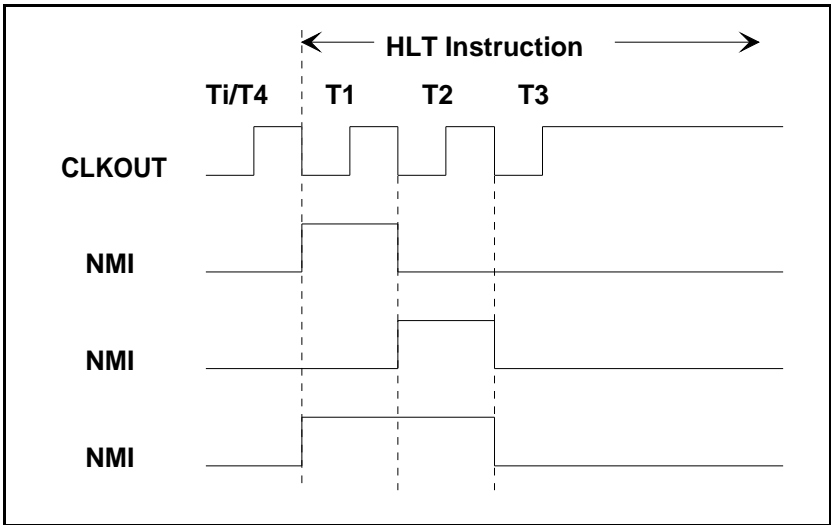 HLT Instruction
Ti/T4 T1 T2 T3
CLKOUT
NMI
NMI
NMI